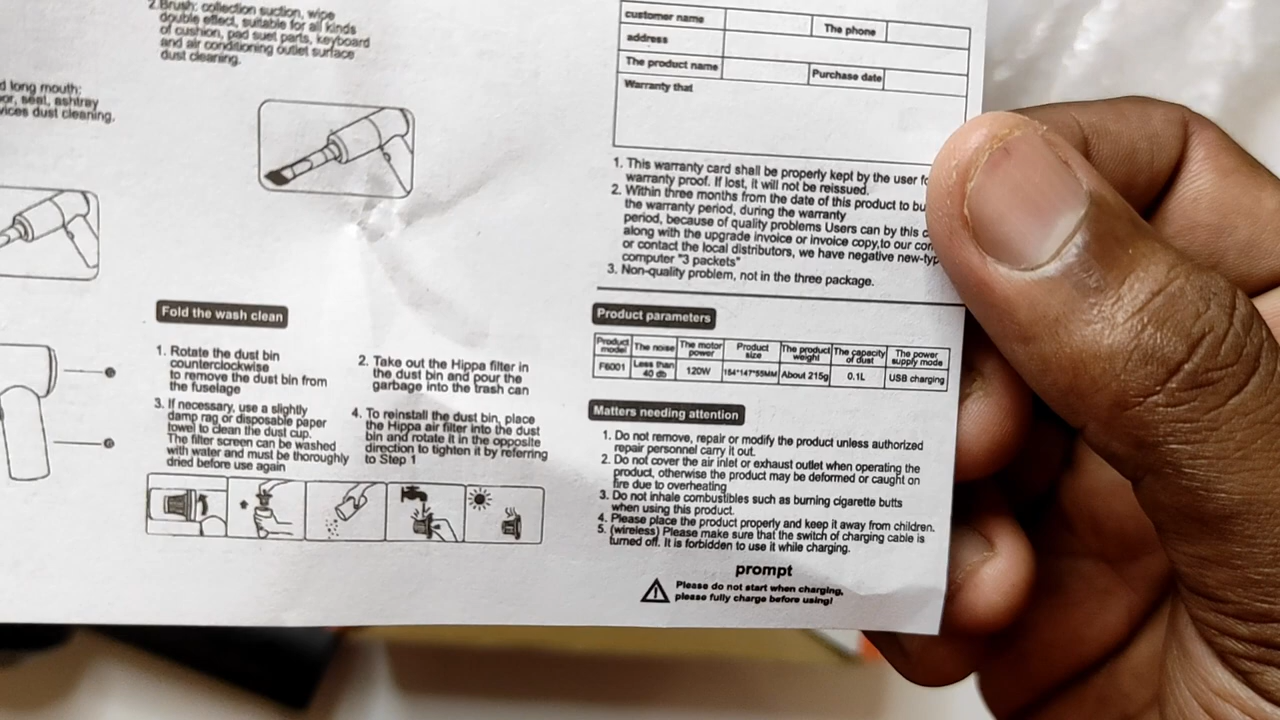 2.Brush: collection suction, wipe
double effect, suitable for all kinds
of cushion, pad suet parts, keyboard
and air conditioning outlet surface
dust cleaning.
long mouth:
seal, ashtray
dust cleaning.
Fold the wash clean
1. Rotate the dust bin
counterclockwise
to remove the dust bin from
the fuselage
2. Take out the Hippa filter in
the dust bin and pour the
garbage into the trash can
3. If necessary, use a slightly
damp rag or disposable paper
towel to clean the dust cup.
The filter screen can be washed
with water and must be thoroughly
dried before use again
4. To reinstall the dust bin, place
the Hippa air filter into the dust
bin and rotate it in the opposite
direction to tighten it by referring
to Step 1
customer name
The phone
address
The product name
Purchase date
Warranty that
1. This warranty card shall be properly kept by the user
warranty proof. If lost, it will not be reissued.
2. Within three months from the date of this product to
the warranty period, during the warranty
period, because of quality problems Users can by this
along with the upgrade invoice or invoice copy,to our
or contact the local distributors, we have negative
computer "3 packets"
3. Non-quality problem, not in the three package.
Product parameters
Product model The noise The motor power Product size The product weight The capacity of dust The power supply mode
F6001 Less than 40 db 120W 154*147*55MM About 215g 0.1L USB charging
Matters needing attention
1. Do not remove, repair or modify the product unless authorized
repair personnel carry it out.
2. Do not cover the air inlet or exhaust outlet when operating the
product, otherwise the product may be deformed or caught on
fire due to overheating
3. Do not inhale combustibles such as burning cigarette butts
when using this product.
4. Please place the product properly and keep it away from children.
5. (wireless) Please make sure that the switch of charging cable is
turned off. It is forbidden to use it while charging.
prompt
Please do not start when charging,
please fully charge before using!